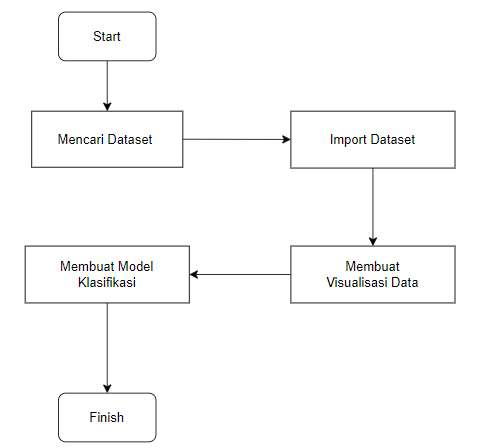 Start
Mencari Dataset
Import Dataset
Membuat
Visualisasi Data
Membuat Model
Klasifikasi
Finish